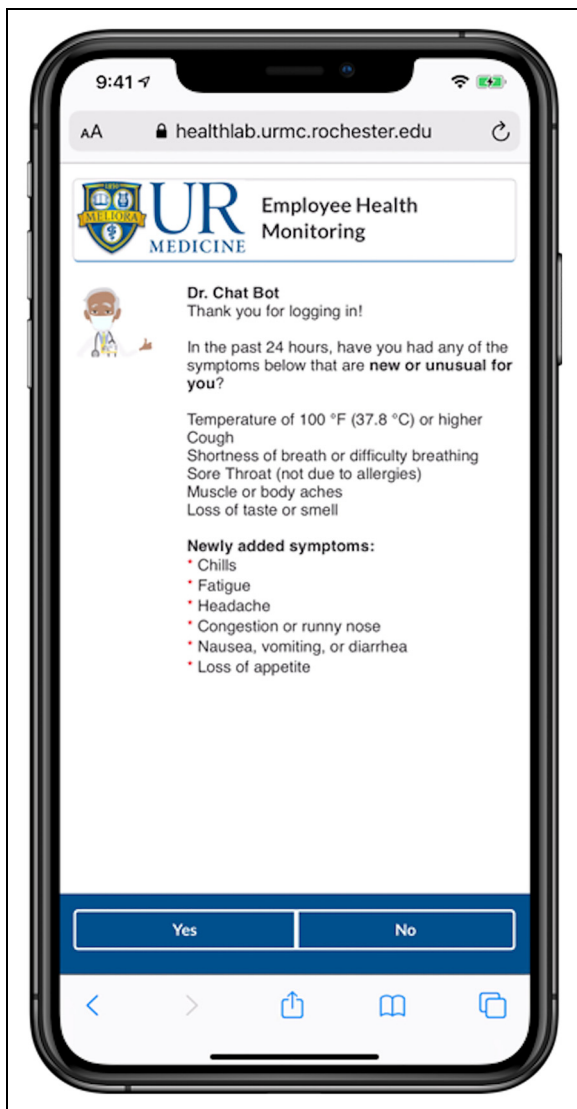 9:41
AA healthlab.urmc.rochester.edu
MELIORA
UR
MEDICINE
Employee Health
Monitoring
Dr. Chat Bot
Thank you for logging in!
In the past 24 hours, have you had any of the
symptoms below that are new or unusual for
you?
Temperature of 100 °F (37.8 °C) or higher
Cough
Shortness of breath or difficulty breathing
Sore Throat (not due to allergies)
Muscle or body aches
Loss of taste or smell
Newly added symptoms:
* Chills
* Fatigue
* Headache
* Congestion or runny nose
* Nausea, vomiting, or diarrhea
* Loss of appetite
Yes No